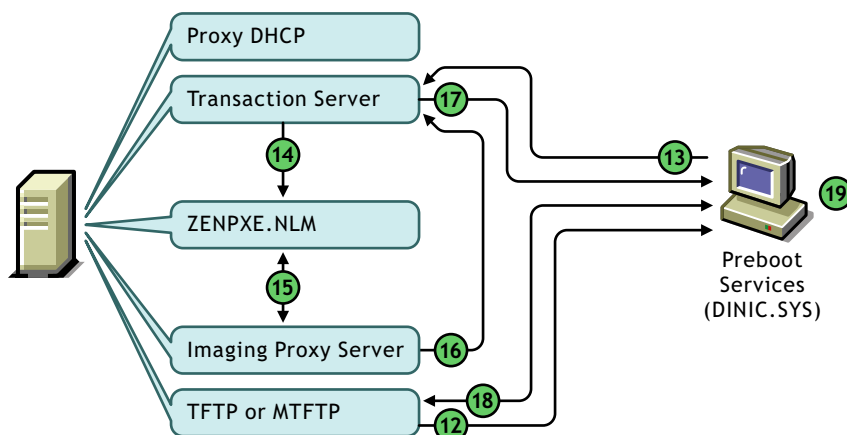 Proxy DHCP
Transaction Server
17
13
14
19
ZENPXE.NLM
Preboot
Services
(DINIC.SYS)
15
Imaging Proxy Server
16
18
TFTP or MTFTP
12